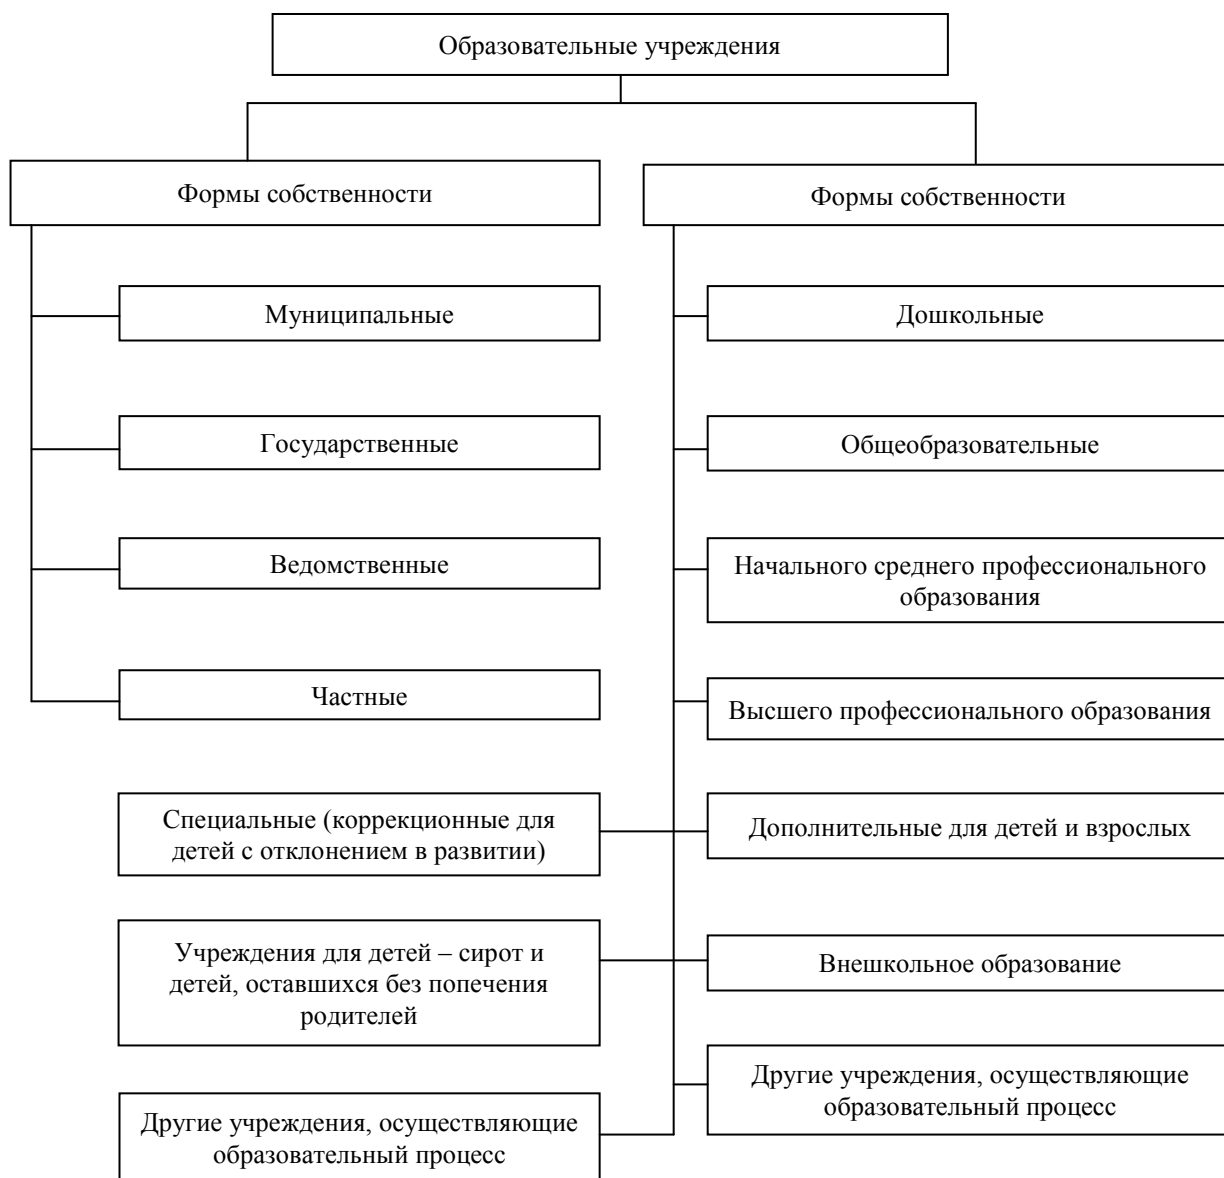 Образовательные учреждения
Формы собственности
Формы собственности
Муниципальные
Дошкольные
Государственные
Общеобразовательные
Ведомственные
Начального среднего профессионального
образования
Частные
Высшего профессионального образования
Специальные (коррекционные для
детей с отклонением в развитии)
Дополнительные для детей и взрослых
Учреждения для детей – сирот и
детей, оставшихся без попечения
родителей
Внешкольное образование
Другие учреждения, осуществляющие
образовательный процесс
Другие учреждения, осуществляющие
образовательный процесс